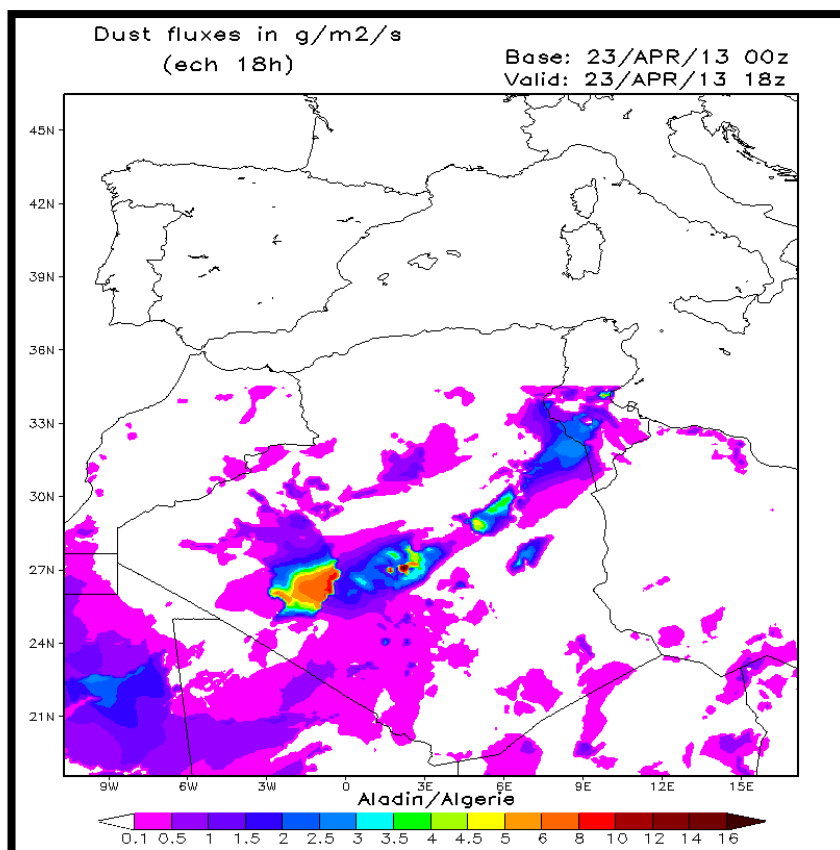 Dust fluxes in g/m2/s
(ech 18h)
Base: 23/APR/13 00z
Valid: 23/APR/13 18z
45N
42N
39N
36N
33N
30N
27N
24N
21N
9W 6W 3W 0 3E 6E 9E 12E 15E
Aladin/Algerie
0.1 0.5 1 1.5 2 2.5 3 3.5 4 4.5 5 6 8 10 12 14 16